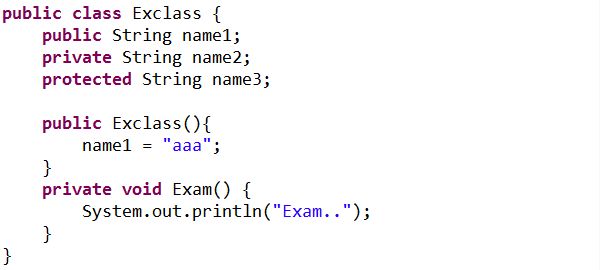 public class Exclass {
    public String name1;
    private String name2;
    protected String name3;

    public Exclass(){
        name1 = "aaa";
    }
    private void Exam() {
        System.out.println("Exam..");
    }
}